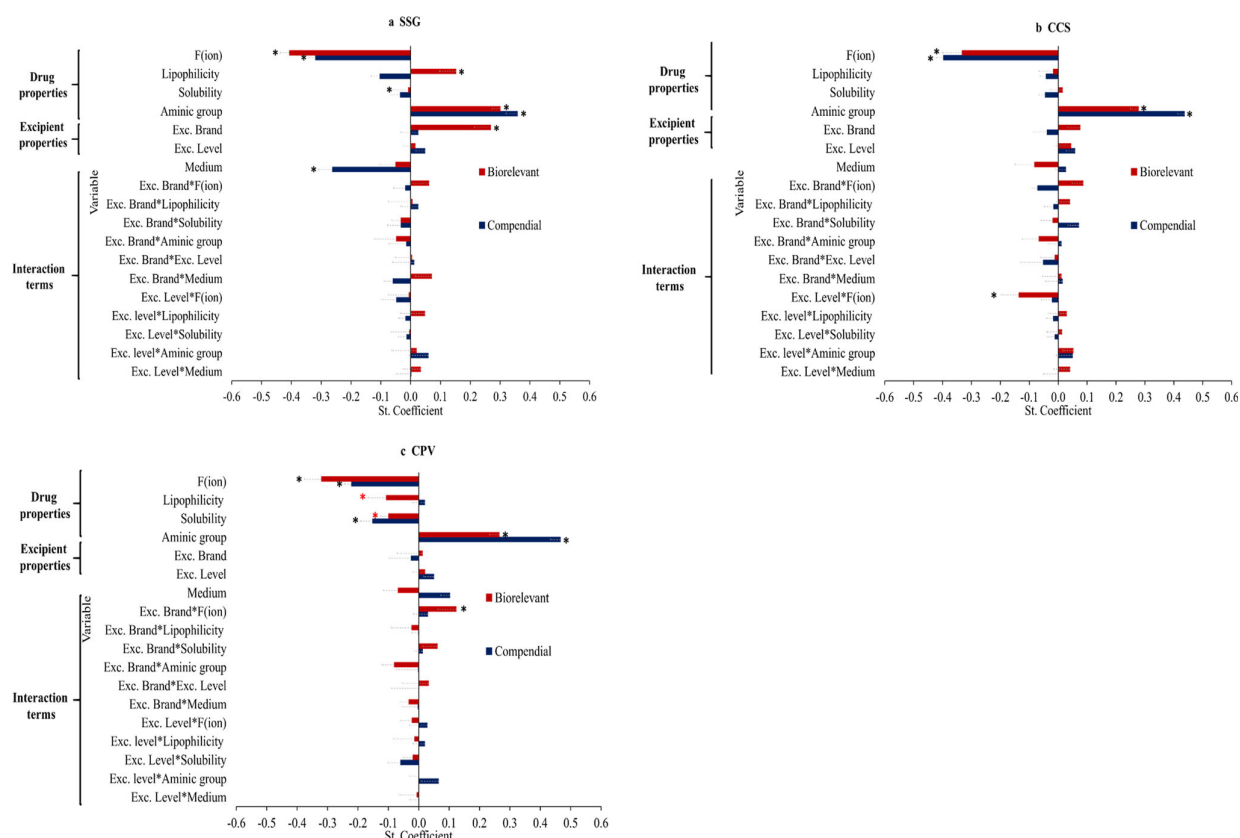 a SSG
Drug properties
Excipient properties
Interaction terms
Variable
F(ion)
Lipophilicity
Solubility
Aminic group
Exc. Brand
Exc. Level
Medium
Exc. Brand*F(ion)
Exc. Brand*Lipophilicity
Exc. Brand*Solubility
Exc. Brand*Aminic group
Exc. Brand*Exc. Level
Exc. Brand*Medium
Exc. Level*F(ion)
Exc. level*Lipophilicity
Exc. Level*Solubility
Exc. level*Aminic group
Exc. Level*Medium
* * * * * * * *
Biorelevant
Compendial
-0.6 -0.5 -0.4 -0.3 -0.2 -0.1 0.0 0.1 0.2 0.3 0.4 0.5 0.6
St. Coefficient
b CCS
Drug properties
Excipient properties
Interaction terms
Variable
F(ion)
Lipophilicity
Solubility
Aminic group
Exc. Brand
Exc. Level
Medium
Exc. Brand*F(ion)
Exc. Brand*Lipophilicity
Exc. Brand*Solubility
Exc. Brand*Aminic group
Exc. Brand*Exc. Level
Exc. Brand*Medium
Exc. Level*F(ion)
Exc. level*Lipophilicity
Exc. Level*Solubility
Exc. level*Aminic group
Exc. Level*Medium
* * * * *
Biorelevant
Compendial
-0.6 -0.5 -0.4 -0.3 -0.2 -0.1 0.0 0.1 0.2 0.3 0.4 0.5 0.6
St. Coefficient
c CPV
Drug properties
Excipient properties
Interaction terms
Variable
F(ion)
Lipophilicity
Solubility
Aminic group
Exc. Brand
Exc. Level
Medium
Exc. Brand*F(ion)
Exc. Brand*Lipophilicity
Exc. Brand*Solubility
Exc. Brand*Aminic group
Exc. Brand*Exc. Level
Exc. Brand*Medium
Exc. Level*F(ion)
Exc. level*Lipophilicity
Exc. Level*Solubility
Exc. level*Aminic group
Exc. Level*Medium
* * * * * * * *
Biorelevant
Compendial
-0.6 -0.5 -0.4 -0.3 -0.2 -0.1 0.0 0.1 0.2 0.3 0.4 0.5 0.6
St. Coefficient